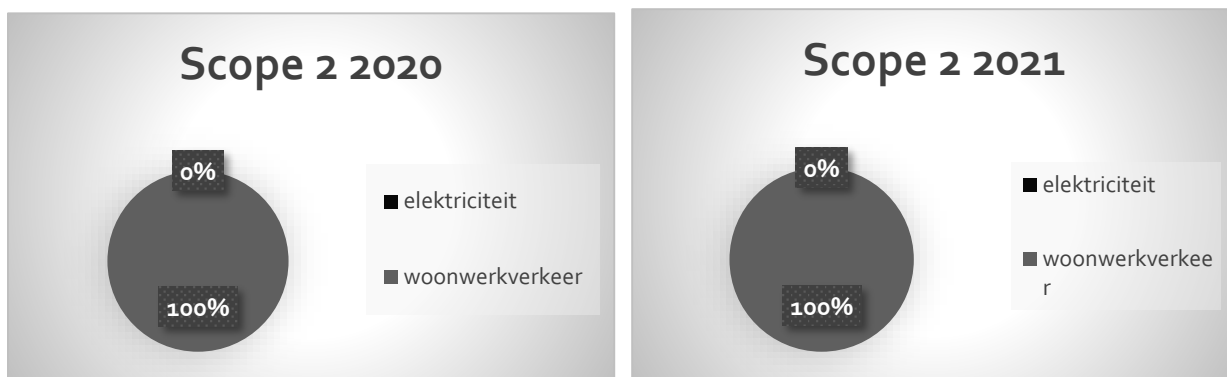 Scope 2 2020
0%
elektriciteit
woonwerkverkeer
100%
Scope 2 2021
0%
elektriciteit
woonwerkverkee
r
100%